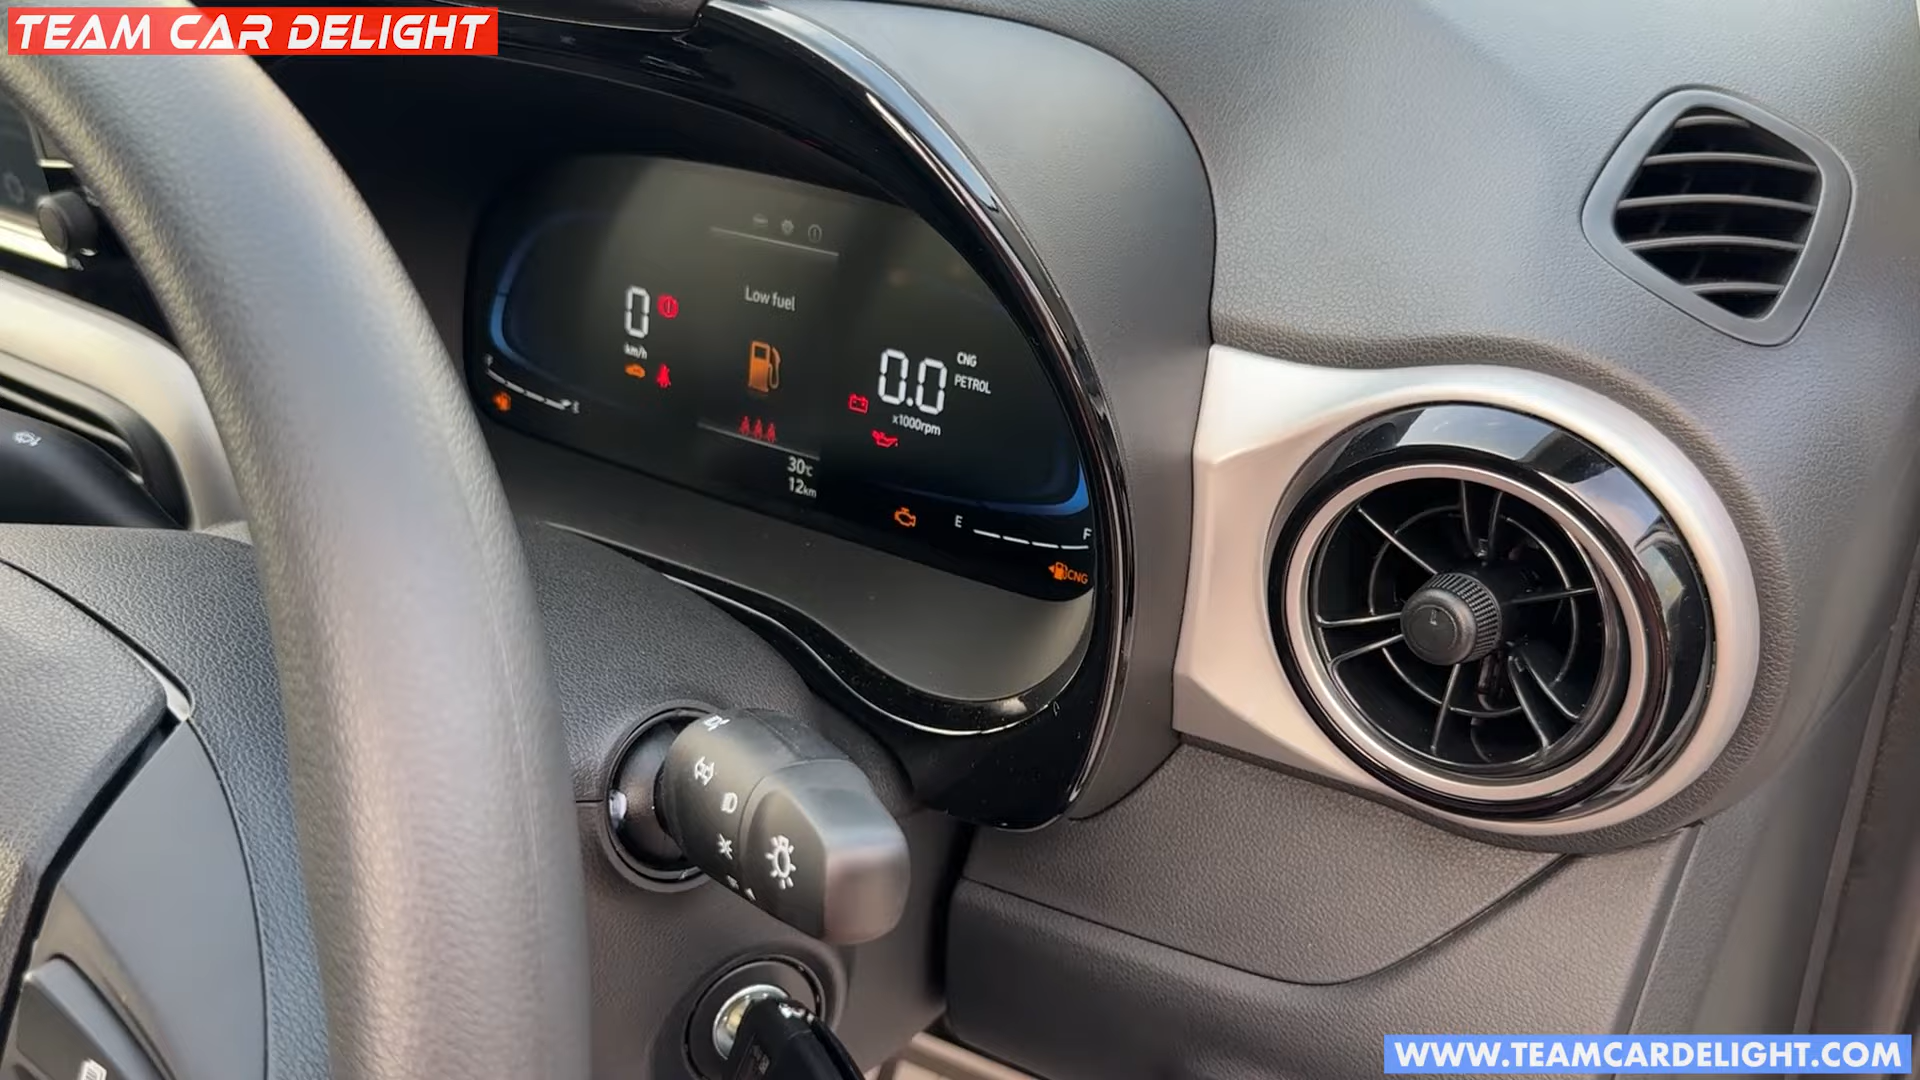 TEAM CAR DELIGHT
Low fuel
0
km/h
0.0
CNG
PETROL
x1000rpm
30°c
12km
E
F
CNG
WWW.TEAMCARDELIGHT.COM